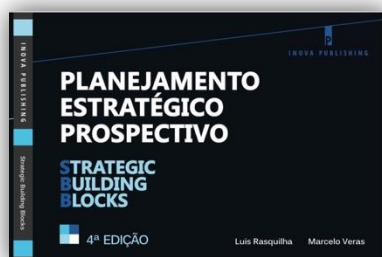 INOVA PUBLISHING
Strategic Building Blocks
INOVA PUBLISHING
PLANEJAMENTO
ESTRATÉGICO
PROSPECTIVO
STRATEGIC
BUILDING
BLOCKS
4ª EDIÇÃO
Luis Rasquilha Marcelo Veras